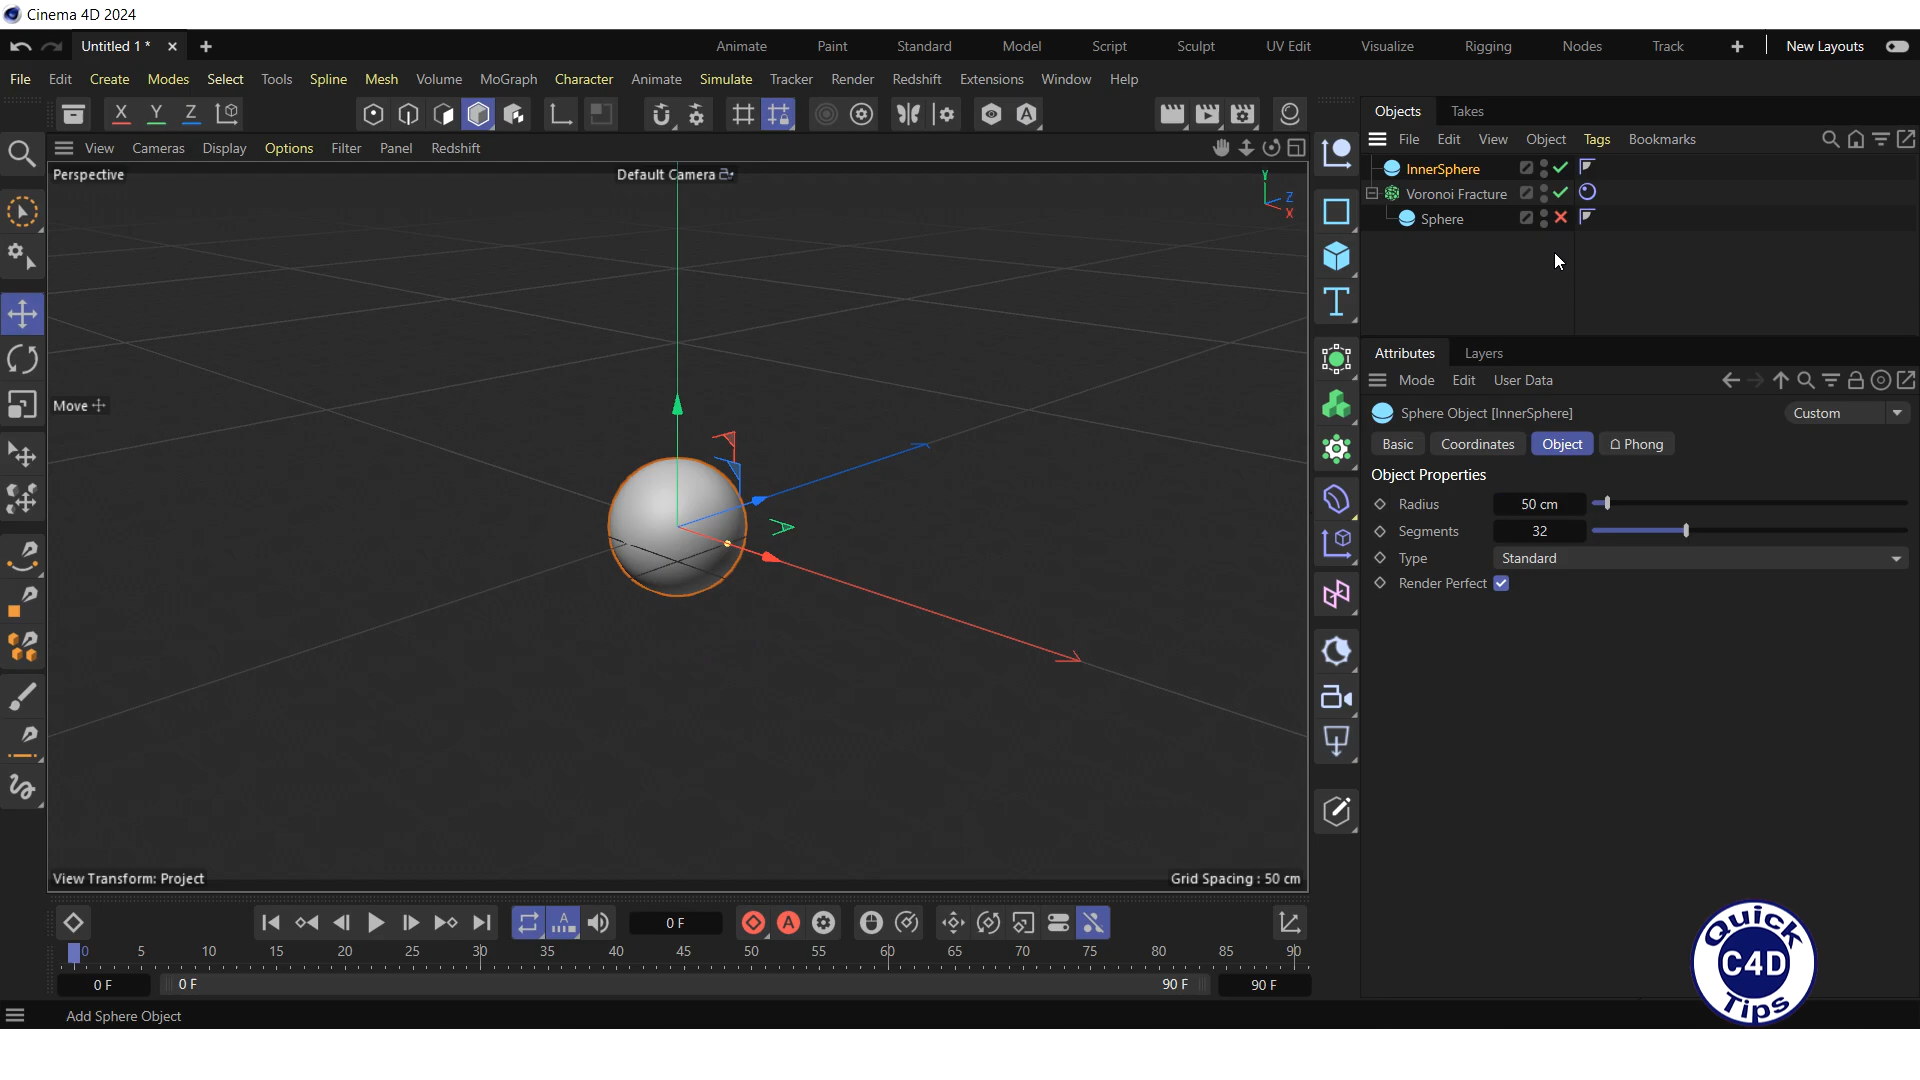 Cinema 4D 2024
Untitled 1 *
Animate Paint Standard Model Script Sculpt UV Edit Visualize Rigging Nodes Track New Layouts
File Edit Create Modes Select Tools Spline Mesh Volume MoGraph Character Animate Simulate Tracker Render Redshift Extensions Window Help
X Y Z
Objects Takes
View Cameras Display Options Filter Panel Redshift
File Edit View Object Tags Bookmarks
Perspective
Default Camera
Y
Z
X
InnerSphere
Voronoi Fracture
Sphere
Attributes Layers
Mode Edit User Data
Move
Sphere Object [InnerSphere]
Custom
Basic Coordinates Object Phong
Object Properties
Radius 50 cm
Segments 32
Type Standard
Render Perfect
View Transform: Project
Grid Spacing : 50 cm
0 F
0 5 10 15 20 25 30 35 40 45 50 55 60 65 70 75 80 85 90
0 F 0 F 90 F 90 F
Add Sphere Object
Quick
C4D
Tips